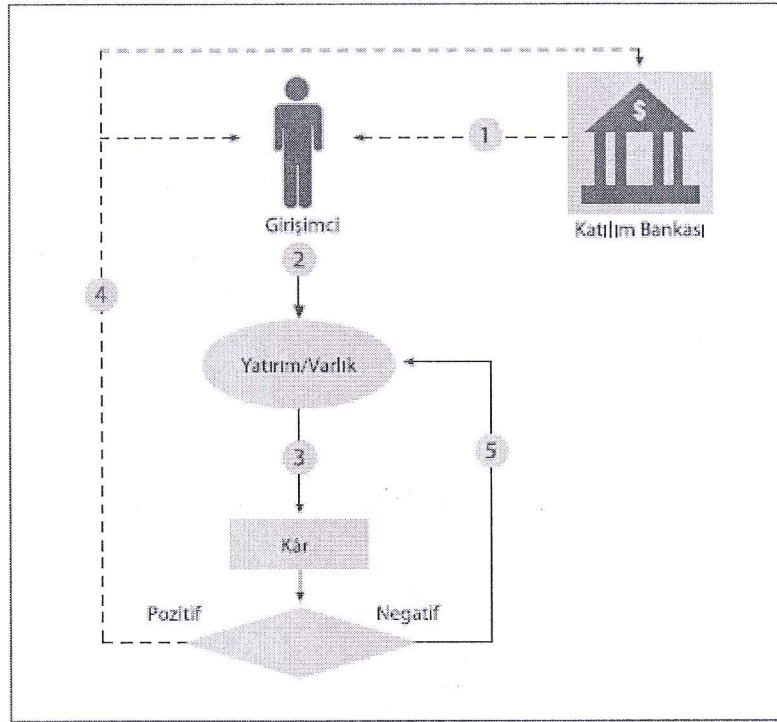 $
1
Girişimci
Katılım Bankası
2
4
Yatırım/Varlık
3
5
Kâr
Pozitif
Negatif